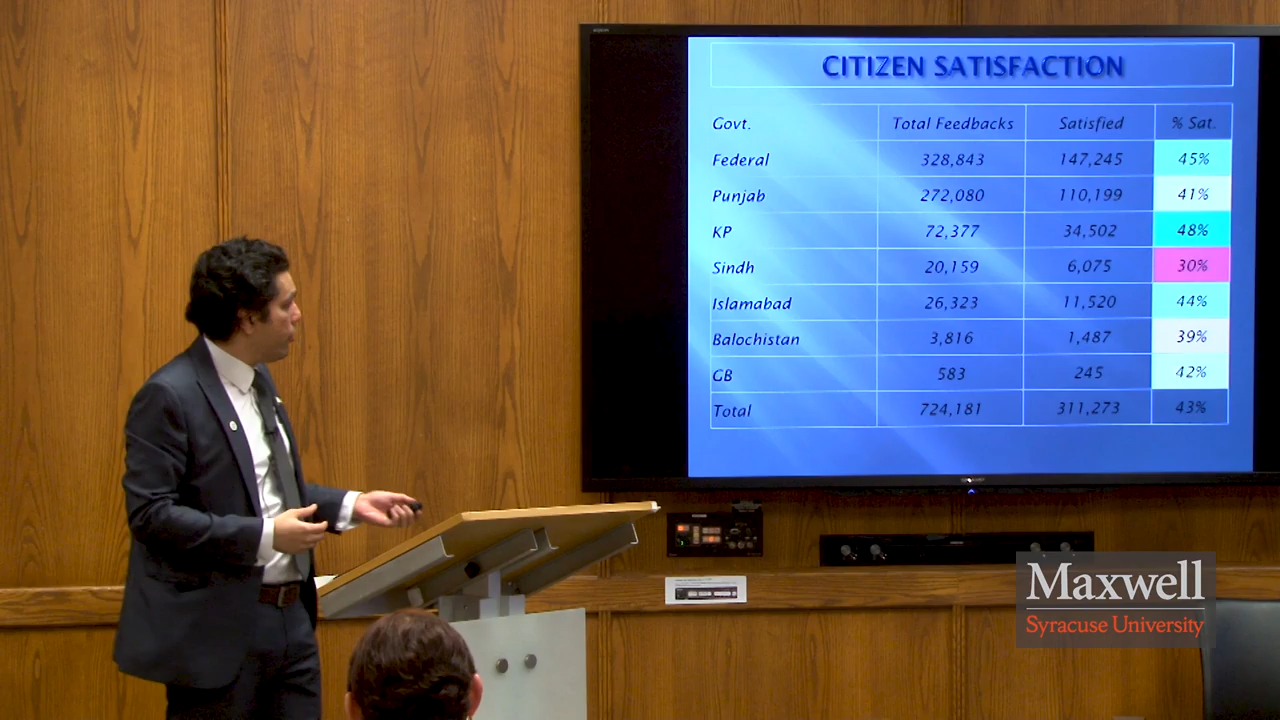 CITIZEN SATISFACTION
Govt. Total Feedbacks Satisfied % Sat.
Federal 328,843 147,245 45%
Punjab 272,080 110,199 41%
KP 72,377 34,502 48%
Sindh 20,159 6,075 30%
Islamabad 26,323 11,520 44%
Balochistan 3,816 1,487 39%
GB 583 245 42%
Total 724,181 311,273 43%
Maxwell
Syracuse University